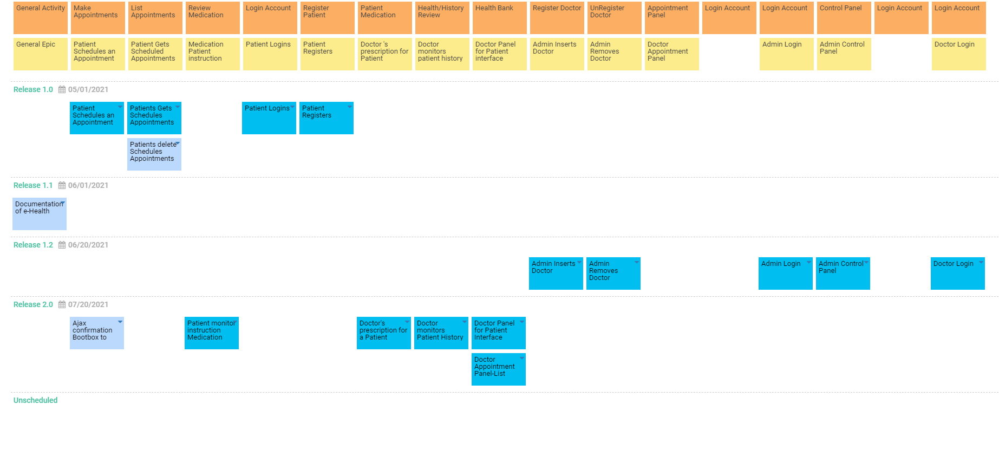 General Activity
Make
Appointments
List
Appointments
Review
Medication
Login Account
Register
Patient
Patient
Medication
Health/History
Review
Health Bank
Register Doctor
UnRegister
Doctor
Appointment
Panel
Login Account
Login Account
Control Panel
Login Account
Login Account
General Epic
Patient
Schedules an
Appointment
Patient Gets
Scheduled
Appointments
Medication
Patient
instruction
Patient Logins
Patient
Registers
Doctor 's
prescription for
Patient
Doctor
monitors
patient history
Doctor Panel
for Patient
interface
Admin Inserts
Doctor
Admin
Removes
Doctor
Doctor
Appointment
Panel
Admin Login
Admin Control
Panel
Doctor Login
Release 1.0 05/01/2021
Patient
Schedules an
Appointment
Patients Gets
Schedules
Appointments
Patient Logins
Patient
Registers
Patients delete
Schedules
Appointments
Release 1.1 06/01/2021
Documentation
of e-Health
Release 1.2 06/20/2021
Admin Inserts
Doctor
Admin
Removes
Doctor
Admin Login
Admin Control
Panel
Doctor Login
Release 2.0 07/20/2021
Ajax
confirmation
Bootbox to
Patient monitor
instruction
Medication
Doctor's
prescription for
a Patient
Doctor
monitors
Patient History
Doctor Panel
for Patient
Interface
Doctor
Appointment
Panel-List
Unscheduled